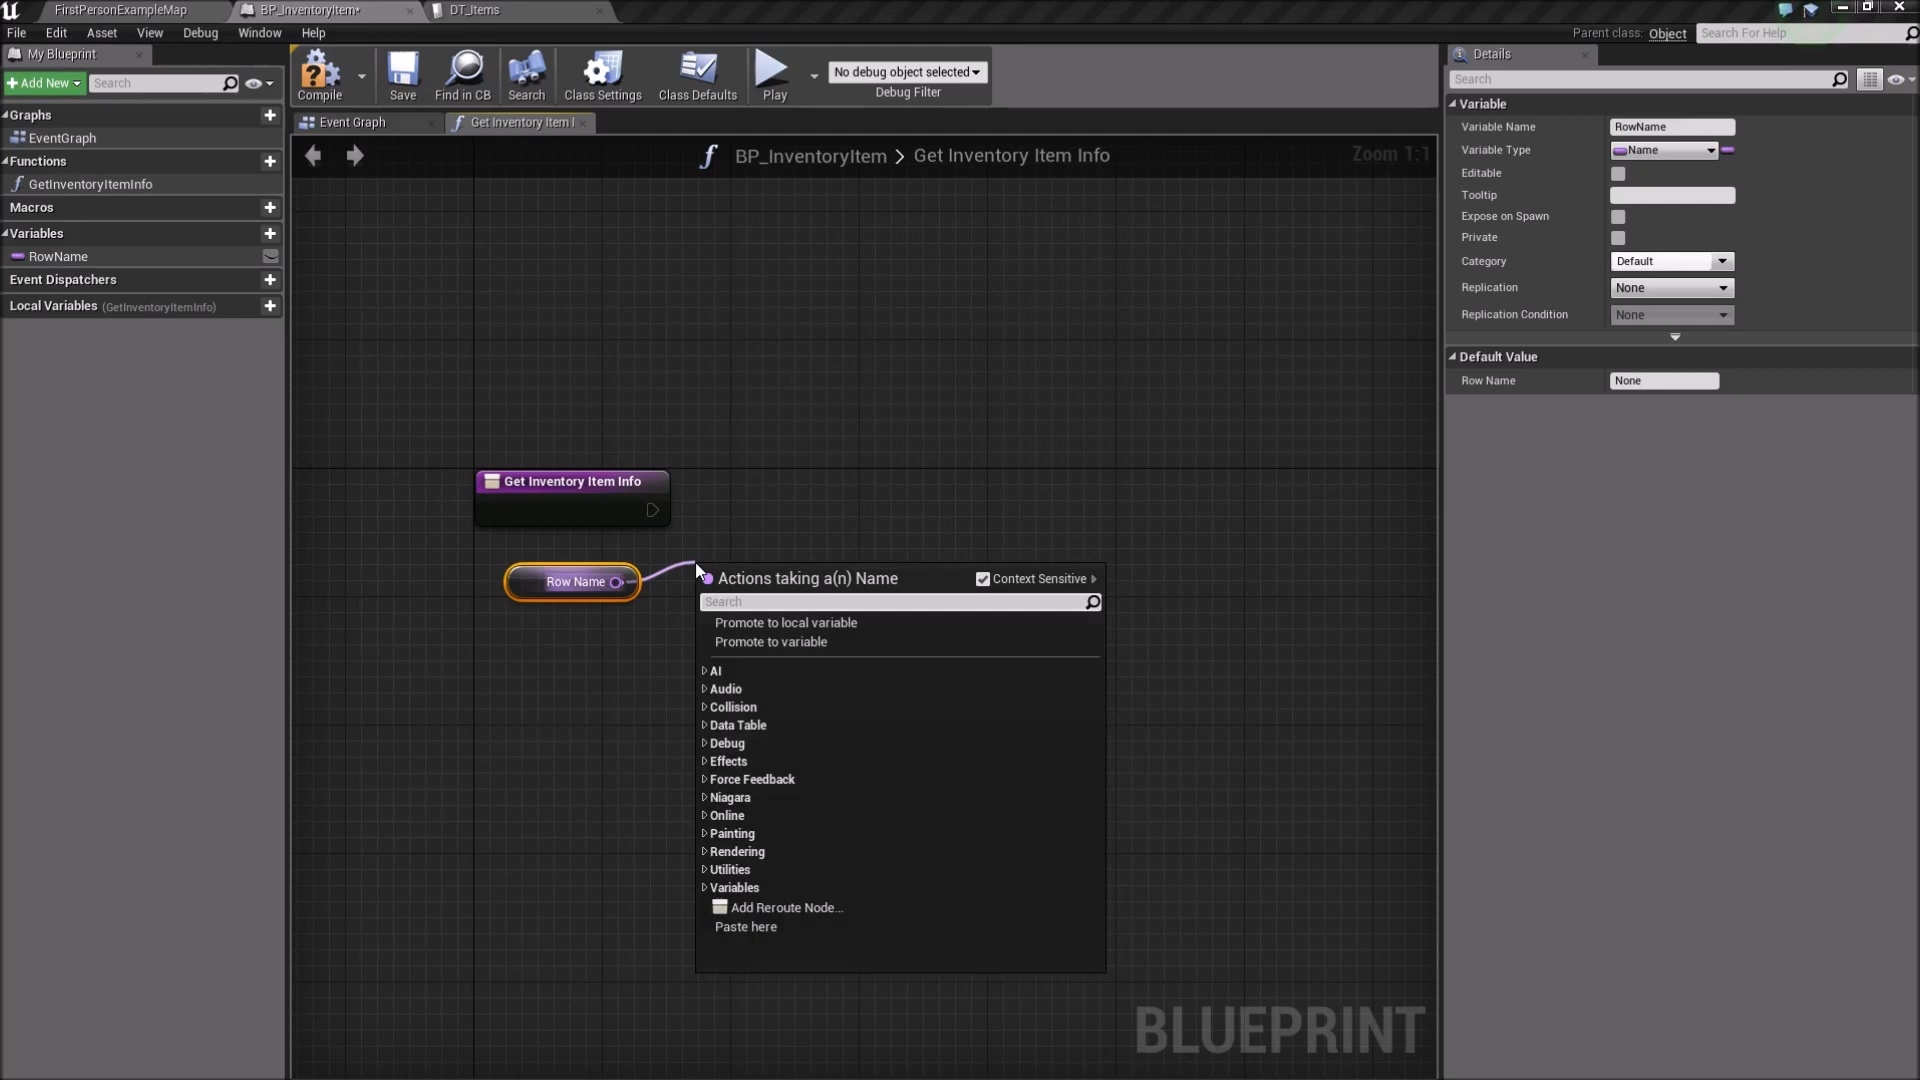 FirstPersonExampleMap
BP_InventoryItem*
DT_Items
File Edit Asset View Debug Window Help
Parent class: Object
Search For Help
My Blueprint
Add New
Search
Graphs
EventGraph
Functions
GetInventoryItemInfo
Macros
Variables
RowName
Event Dispatchers
Local Variables (GetInventoryItemInfo)
Compile
Save
Find in CB
Search
Class Settings
Class Defaults
Play
No debug object selected
Debug Filter
Event Graph
Get Inventory Item I
BP_InventoryItem > Get Inventory Item Info
Zoom 1:1
Get Inventory Item Info
Row Name
Actions taking a(n) Name
Context Sensitive
Search
Promote to local variable
Promote to variable
AI
Audio
Collision
Data Table
Debug
Effects
Force Feedback
Niagara
Online
Painting
Rendering
Utilities
Variables
Add Reroute Node...
Paste here
BLUEPRINT
Details
Search
Variable
Variable Name RowName
Variable Type Name
Editable
Tooltip
Expose on Spawn
Private
Category Default
Replication None
Replication Condition None
Default Value
Row Name None